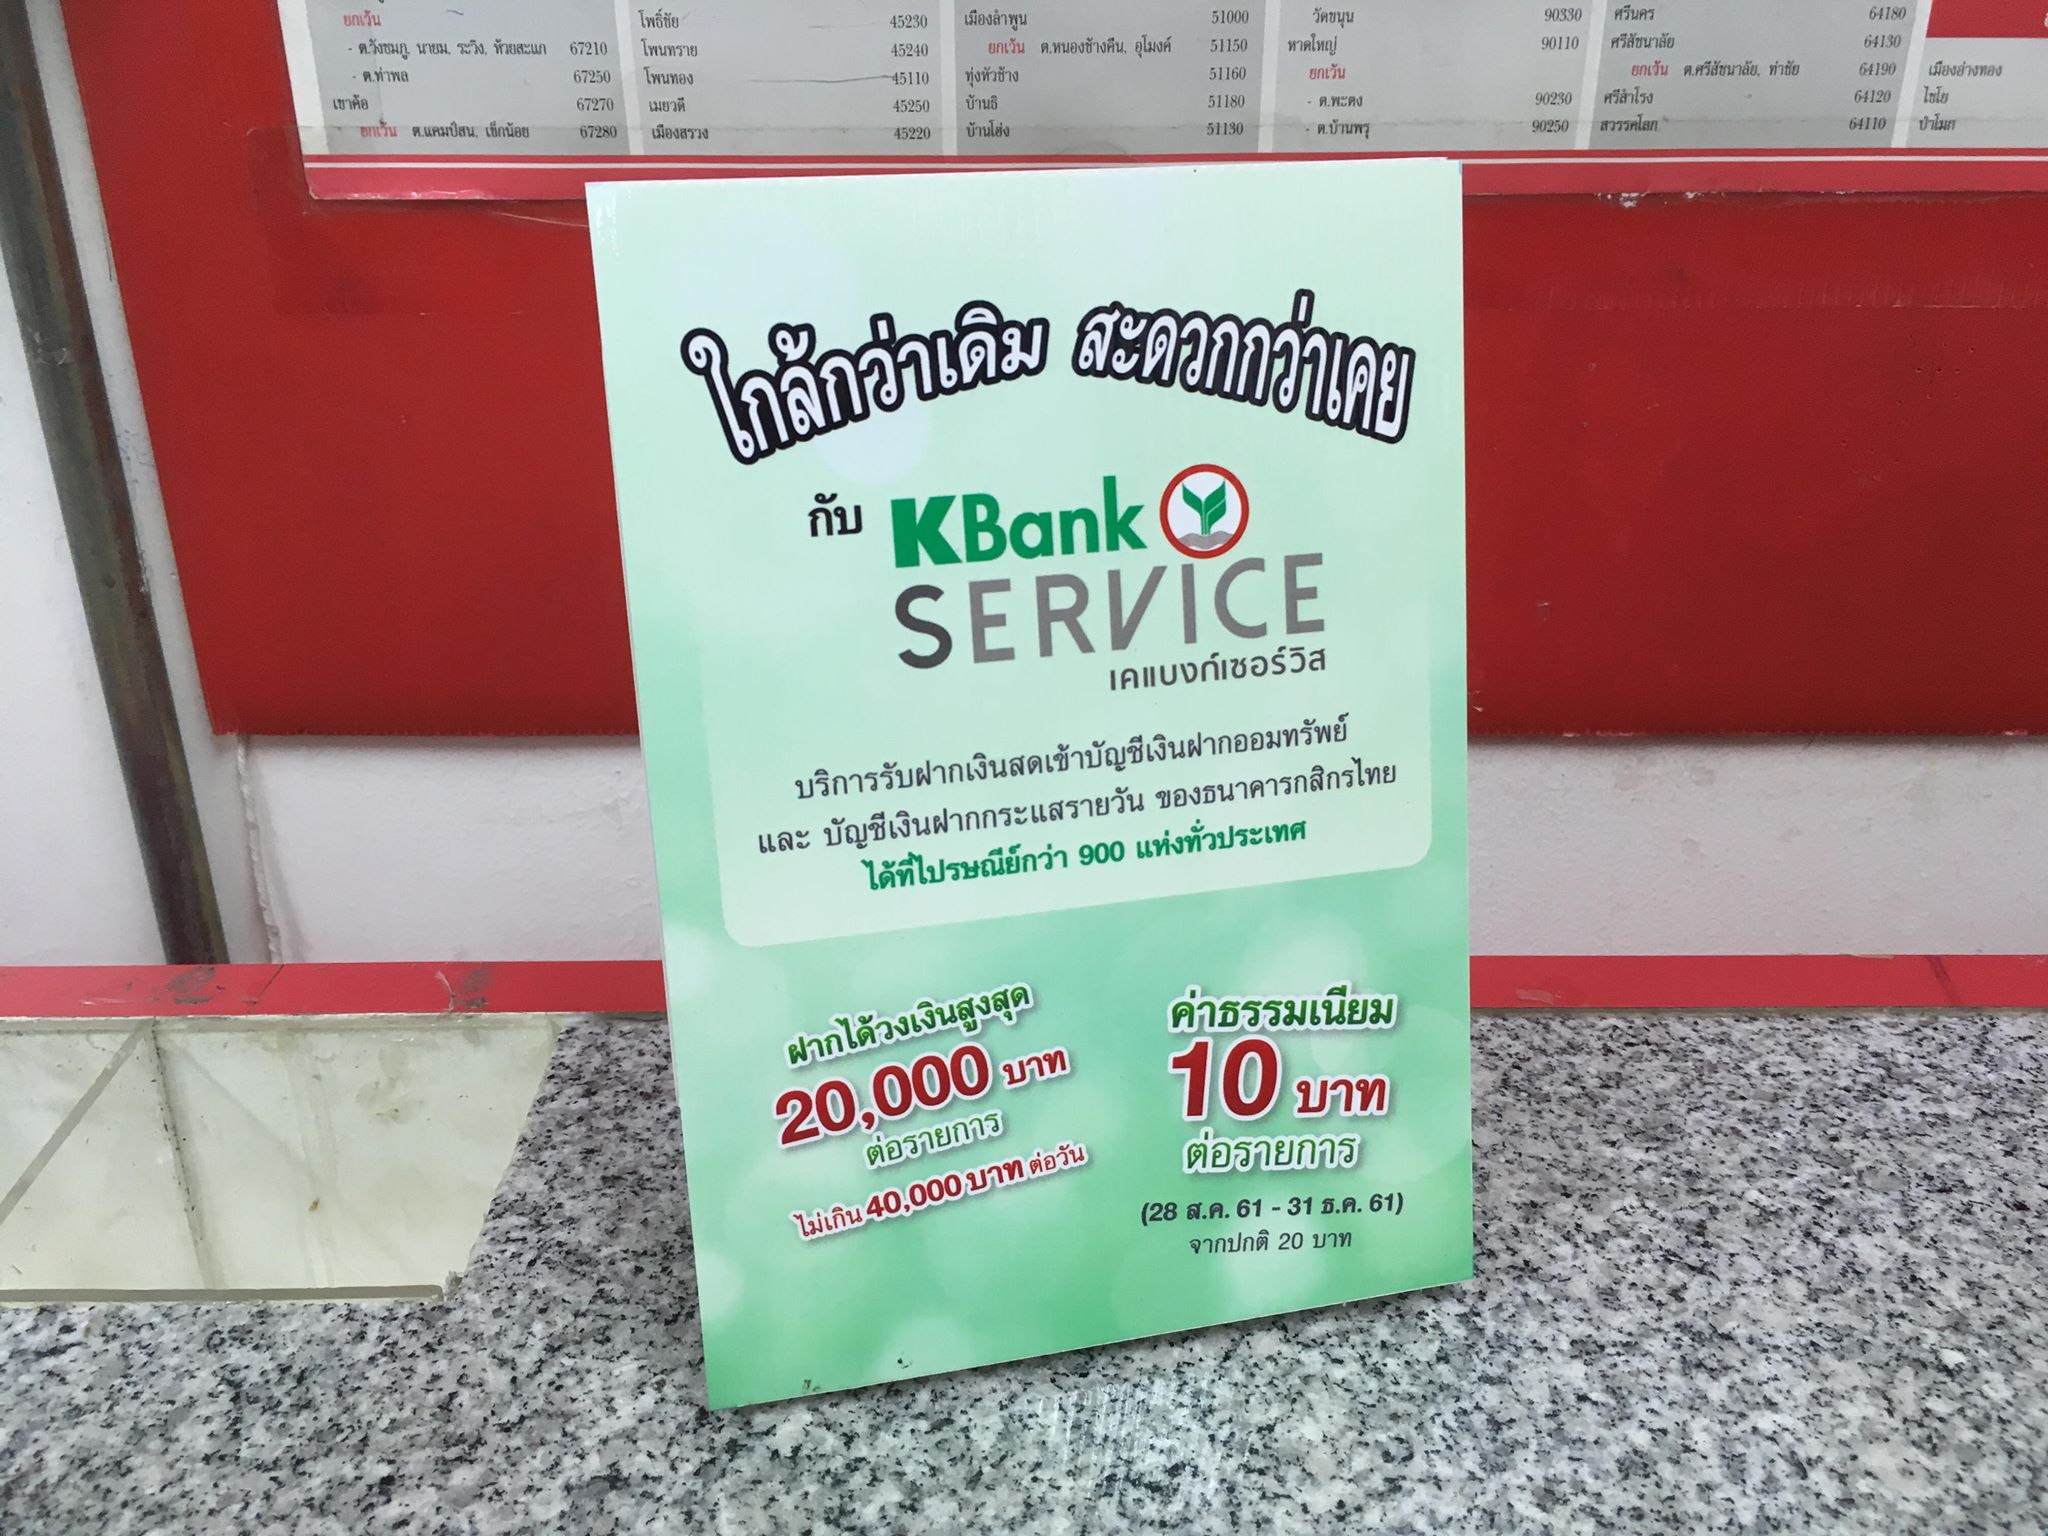 ยกเว้น
- ต.วังชมภู, นายม, ระวิง, ห้วยสะแก 67210
- ต.ท่าพล 67250
เขาค้อ 67270
ยกเว้น ต.แคมป์สน, เข็กน้อย 67280
โพธิ์ชัย 45230
โพนทราย 45240
โพนทอง 45110
เมยวดี 45250
เมืองสรวง 45220
เมืองลำพูน 51000
ยกเว้น ต.หนองช้างคืน, อุโมงค์ 51150
ทุ่งหัวช้าง 51160
บ้านธิ 51180
บ้านโฮ่ง 51130
วัดขนุน 90330
หาดใหญ่ 90110
ยกเว้น
- ต.พะตง 90230
- ต.บ้านพรุ 90250
ศรีนคร 64180
ศรีสัชนาลัย 64130
ยกเว้น ต.ศรีสัชนาลัย, ท่าชัย 64190
ศรีสำโรง 64120
สวรรคโลก 64110
เมืองอ่างทอง
ไชโย
ป่าโมก
ใกล้กว่าเดิม สะดวกกว่าเคย
กับ KBank
SERVICE
เคแบงก์เซอร์วิส
บริการรับฝากเงินสดเข้าบัญชีเงินฝากออมทรัพย์
และ บัญชีเงินฝากกระแสรายวัน ของธนาคารกสิกรไทย
ได้ที่ไปรษณีย์กว่า 900 แห่งทั่วประเทศ
ฝากได้วงเงินสูงสุด
20,000 บาท
ต่อรายการ
ไม่เกิน 40,000 บาท ต่อวัน
ค่าธรรมเนียม
10 บาท
ต่อรายการ
(28 ส.ค. 61 - 31 ธ.ค. 61)
จากปกติ 20 บาท